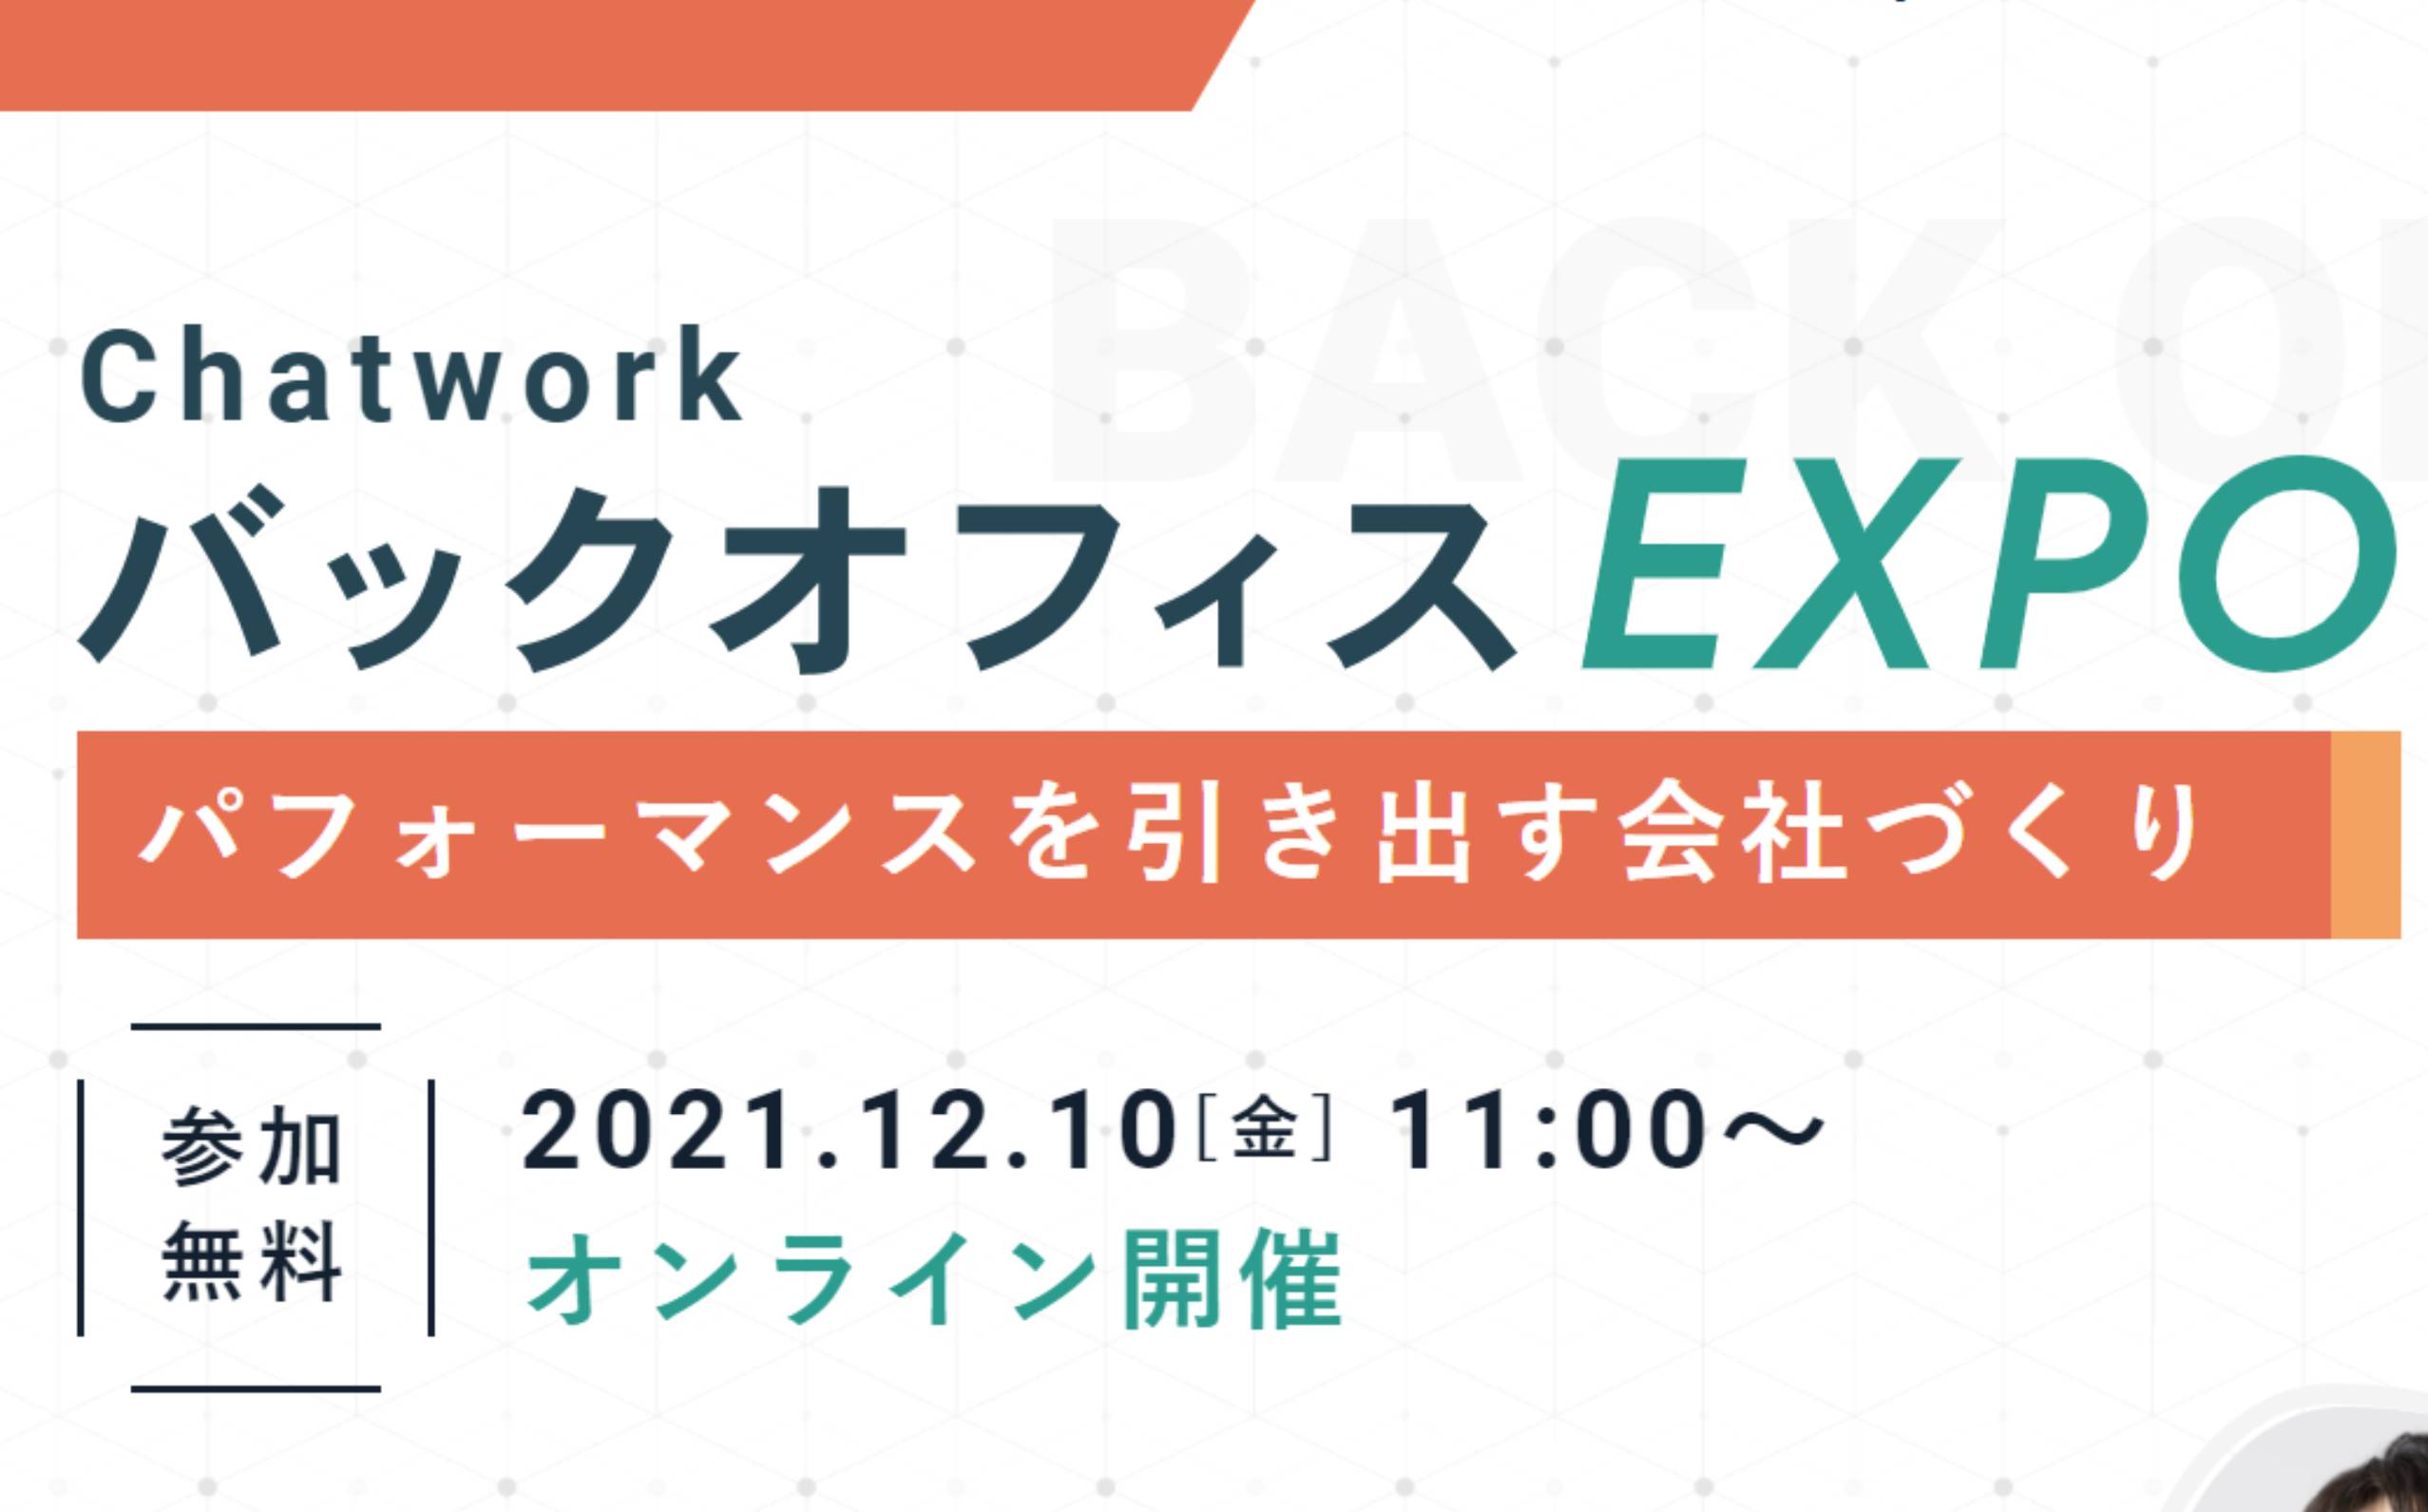 BACK O
Chatwork
バックオフィスEXPO
パフォーマンスを引き出す会社づくり
参加
無料
2021.12.10[金] 11:00〜
オンライン開催